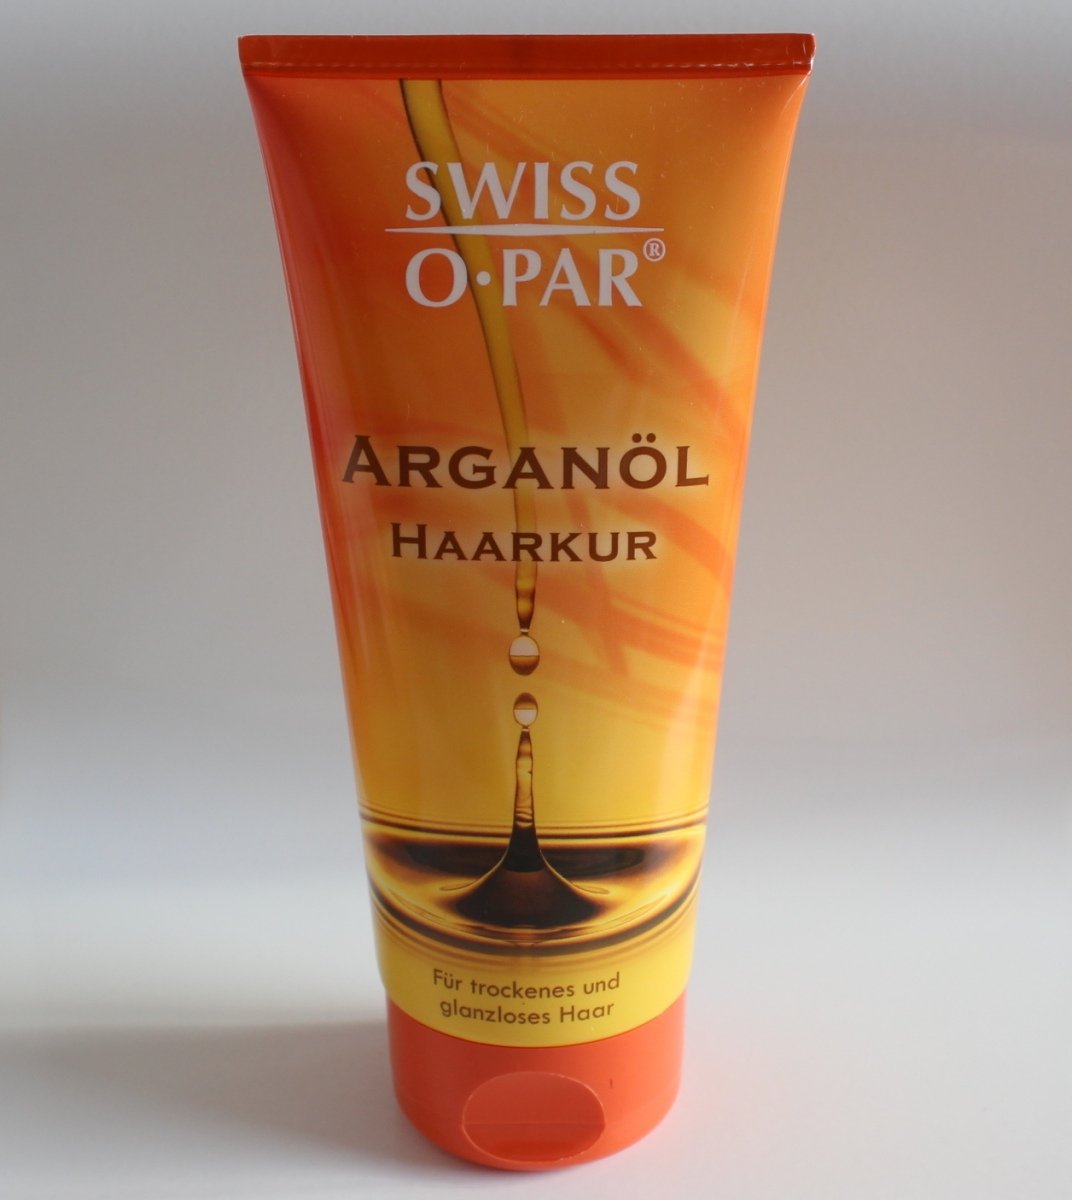 SWISS
O·PAR®
ARGANÖL
HAARKUR
Für trockenes und
glanzloses Haar